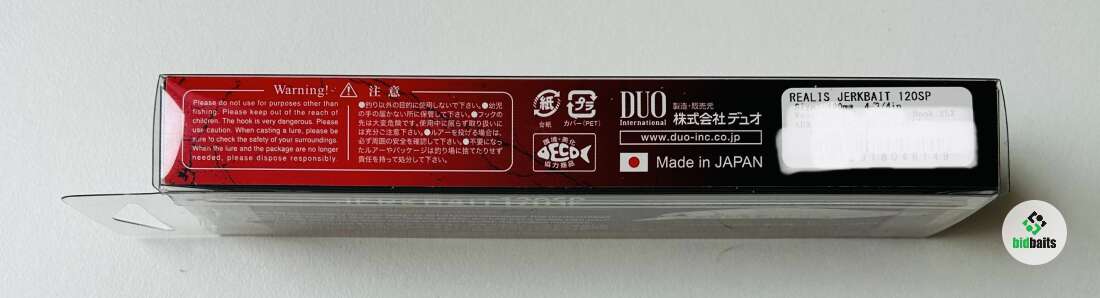 Warning! 注意
Please do not use for purposes other than
fishing. Please keep out of the reach of
children. The hook is very dangerous. Please
use caution. When casting a lure, please be
sure to check the safety of your surroundings.
When the lure and the package are no longer
needed, please dispose responsibly.
●釣り以外の目的に使用しないで下さい。●幼児
の手の届かない所に保管して下さい。●フックの
先は大変危険です。使用中に限らず取り扱いに
は充分ご注意下さい。●ルアーを投げる場合は、
必ず周囲の安全を確認して下さい。●不要になっ
たルアーやパッケージは釣り場に捨てたりせず
責任を持って処分して下さい。
紙
台紙
プラ
カバー(PET)
環境・美化
ECO
協力商品
DUO
International
製造・販売元
株式会社デュオ
www.duo-inc.co.jp
Made in JAPAN
REALIS JERKBAIT 120SP
JERKBAIT 120SP
bidbaits